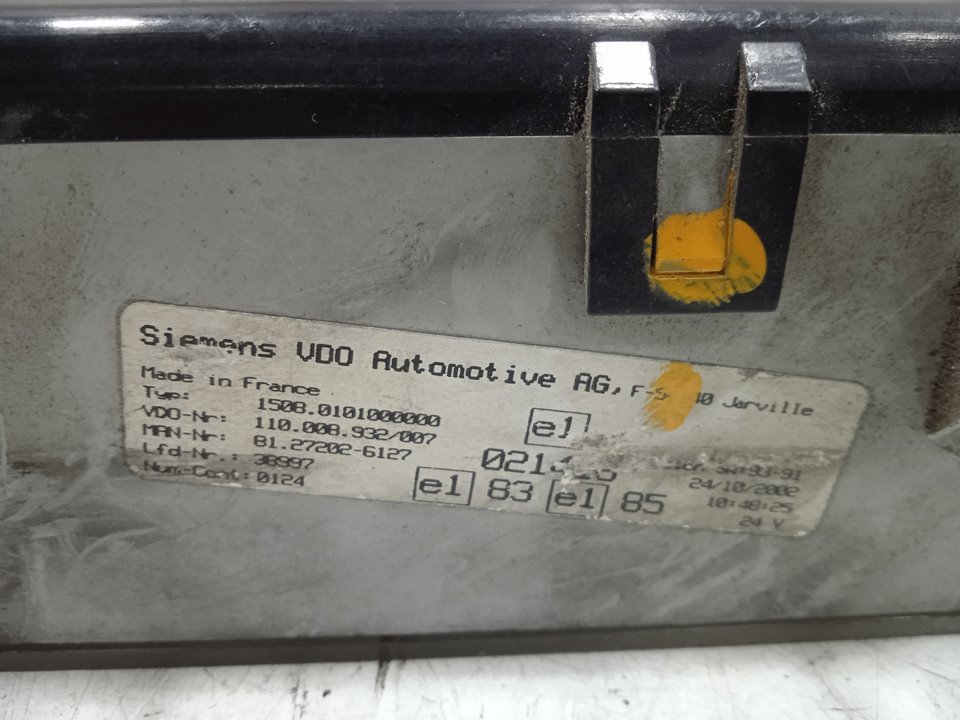 Siemens VDO Automotive AG, Jarville
Made in France
Typ: 1508.0101000000
VDO-Nr: 110.008.932/007
MAN-Nr: 81.27202-6127
Lfd-Nr.: 38997
Num-Cont: 0124
e1
e1 83 e1 85
24/10/2002
10:48:25
24 V